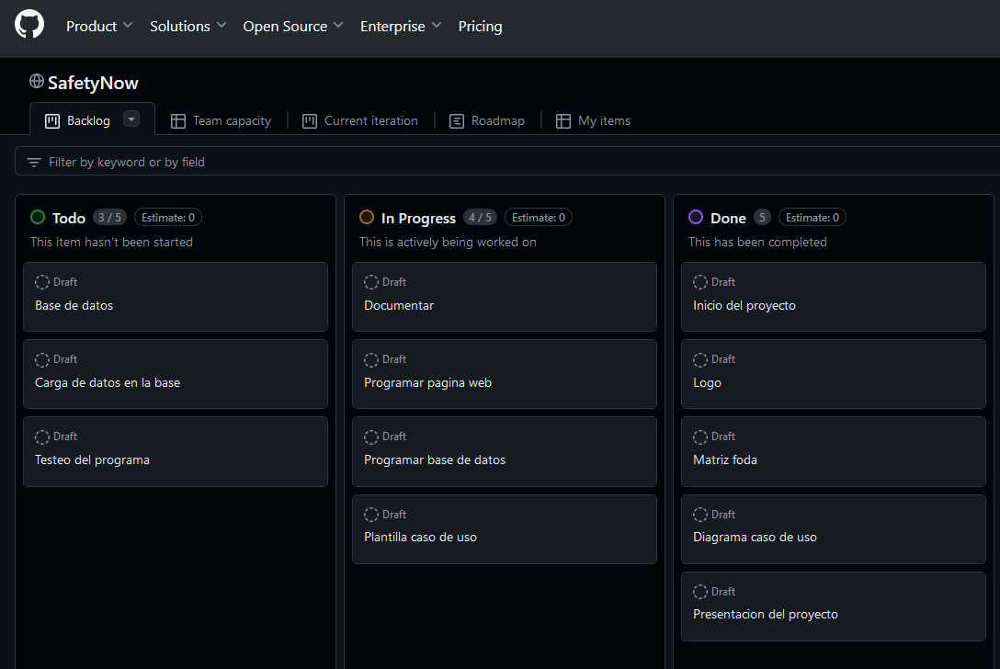 Product Solutions Open Source Enterprise Pricing
SafetyNow
Backlog Team capacity Current iteration Roadmap My items
Filter by keyword or by field
Todo 3 / 5 Estimate: 0
This item hasn't been started
Draft
Base de datos
Draft
Carga de datos en la base
Draft
Testeo del programa
In Progress 4 / 5 Estimate: 0
This is actively being worked on
Draft
Documentar
Draft
Programar pagina web
Draft
Programar base de datos
Draft
Plantilla caso de uso
Done 5 Estimate: 0
This has been completed
Draft
Inicio del proyecto
Draft
Logo
Draft
Matriz foda
Draft
Diagrama caso de uso
Draft
Presentacion del proyecto